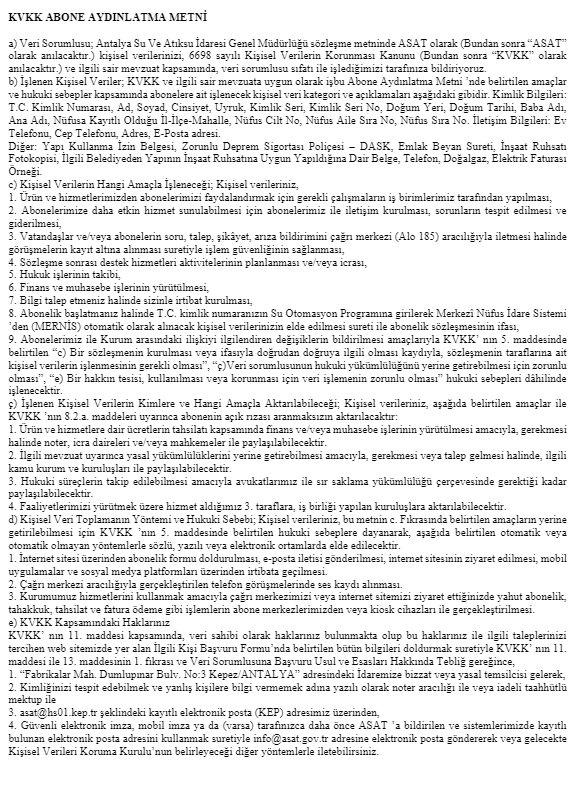 KVKK ABONE AYDINLATMA METNİ
a) Veri Sorumlusu; Antalya Su Ve Atıksu İdaresi Genel Müdürlüğü sözleşme metninde ASAT olarak (Bundan sonra “ASAT”
olarak anılacaktır.) kişisel verilerinizi, 6698 sayılı Kişisel Verilerin Korunması Kanunu (Bundan sonra “KVKK” olarak
anılacaktır.) ve ilgili sair mevzuat kapsamında, veri sorumlusu sıfatı ile işlediğimizi tarafınıza bildiriyoruz.
b) İşlenen Kişisel Veriler; KVKK ve ilgili sair mevzuata uygun olarak işbu Abone Aydınlatma Metni ’nde belirtilen amaçlar
ve hukuki sebepler kapsamında abonelere ait işlenecek kişisel veri kategori ve açıklamaları aşağıdaki gibidir. Kimlik Bilgileri:
T.C. Kimlik Numarası, Ad, Soyad, Cinsiyet, Uyruk, Kimlik Seri, Kimlik Seri No, Doğum Yeri, Doğum Tarihi, Baba Adı,
Ana Adı, Nüfusa Kayıtlı Olduğu İl-İlçe-Mahalle, Nüfus Cilt No, Nüfus Aile Sıra No, Nüfus Sıra No. İletişim Bilgileri: Ev
Telefonu, Cep Telefonu, Adres, E-Posta adresi.
Diğer: Yapı Kullanma İzin Belgesi, Zorunlu Deprem Sigortası Poliçesi – DASK, Emlak Beyan Sureti, İnşaat Ruhsatı
Fotokopisi, İlgili Belediyeden Yapının İnşaat Ruhsatına Uygun Yapıldığına Dair Belge, Telefon, Doğalgaz, Elektrik Faturası
Örneği.
c) Kişisel Verilerin Hangi Amaçla İşleneceği; Kişisel verileriniz,
1. Ürün ve hizmetlerimizden abonelerimizi faydalandırmak için gerekli çalışmaların iş birimlerimiz tarafından yapılması,
2. Abonelerimize daha etkin hizmet sunulabilmesi için abonelerimiz ile iletişim kurulması, sorunların tespit edilmesi ve
giderilmesi,
3. Vatandaşlar ve/veya abonelerin soru, talep, şikâyet, arıza bildirimini çağrı merkezi (Alo 185) aracılığıyla iletmesi halinde
görüşmelerin kayıt altına alınması suretiyle işlem güvenliğinin sağlanması,
4. Sözleşme sonrası destek hizmetleri aktivitelerinin planlanması ve/veya icrası,
5. Hukuk işlerinin takibi,
6. Finans ve muhasebe işlerinin yürütülmesi,
7. Bilgi talep etmeniz halinde sizinle irtibat kurulması,
8. Abonelik başlatmanız halinde T.C. kimlik numaranızın Su Otomasyon Programına girilerek Merkezî Nüfus İdare Sistemi
’den (MERNİS) otomatik olarak alınacak kişisel verilerinizin elde edilmesi sureti ile abonelik sözleşmesinin ifası,
9. Abonelerimiz ile Kurum arasındaki ilişkiyi ilgilendiren değişiklerin bildirilmesi amaçlarıyla KVKK’ nın 5. maddesinde
belirtilen “c) Bir sözleşmenin kurulması veya ifasıyla doğrudan doğruya ilgili olması kaydıyla, sözleşmenin taraflarına ait
kişisel verilerin işlenmesinin gerekli olması”, “ç)Veri sorumlusunun hukuki yükümlülüğünü yerine getirebilmesi için zorunlu
olması”, “e) Bir hakkın tesisi, kullanılması veya korunması için veri işlemenin zorunlu olması” hukuki sebepleri dâhilinde
işlenecektir.
ç) İşlenen Kişisel Verilerin Kimlere ve Hangi Amaçla Aktarılabileceği; Kişisel verileriniz, aşağıda belirtilen amaçlar ile
KVKK ’nın 8.2.a. maddeleri uyarınca abonenin açık rızası aranmaksızın aktarılacaktır:
1. Ürün ve hizmetlere dair ücretlerin tahsilatı kapsamında finans ve/veya muhasebe işlerinin yürütülmesi amacıyla, gerekmesi
halinde noter, icra daireleri ve/veya mahkemeler ile paylaşılabilecektir.
2. İlgili mevzuat uyarınca yasal yükümlülüklerini yerine getirebilmesi amacıyla, gerekmesi veya talep gelmesi halinde, ilgili
kamu kurum ve kuruluşları ile paylaşılabilecektir.
3. Hukuki süreçlerin takip edilebilmesi amacıyla avukatlarımız ile sır saklama yükümlülüğü çerçevesinde gerektiği kadar
paylaşılabilecektir.
4. Faaliyetlerimizi yürütmek üzere hizmet aldığımız 3. taraflara, iş birliği yapılan kuruluşlara aktarılabilecektir.
d) Kişisel Veri Toplamanın Yöntemi ve Hukuki Sebebi; Kişisel verileriniz, bu metnin c. Fıkrasında belirtilen amaçların yerine
getirilebilmesi için KVKK ’nın 5. maddesinde belirtilen hukuki sebeplere dayanarak, aşağıda belirtilen otomatik veya
otomatik olmayan yöntemlerle sözlü, yazılı veya elektronik ortamlarda elde edilecektir.
1. İnternet sitesi üzerinden abonelik formu doldurulması, e-posta iletisi gönderilmesi, internet sitesinin ziyaret edilmesi, mobil
uygulamalar ve sosyal medya platformları üzerinden irtibata geçilmesi.
2. Çağrı merkezi aracılığıyla gerçekleştirilen telefon görüşmelerinde ses kaydı alınması.
3. Kurumumuz hizmetlerini kullanmak amacıyla çağrı merkezimizi veya internet sitemizi ziyaret ettiğinizde yahut abonelik,
tahakkuk, tahsilat ve fatura ödeme gibi işlemlerin abone merkezlerimizden veya kiosk cihazları ile gerçekleştirilmesi.
e) KVKK Kapsamındaki Haklarınız
KVKK’ nın 11. maddesi kapsamında, veri sahibi olarak haklarınız bulunmakta olup bu haklarınız ile ilgili taleplerinizi
tercihen web sitemizde yer alan İlgili Kişi Başvuru Formu’nda belirtilen bütün bilgileri doldurmak suretiyle KVKK’ nın 11.
maddesi ile 13. maddesinin 1. fıkrası ve Veri Sorumlusuna Başvuru Usul ve Esasları Hakkında Tebliğ gereğince,
1. “Fabrikalar Mah. Dumlupınar Bulv. No:3 Kepez/ANTALYA” adresindeki İdaremize bizzat veya yasal temsilcisi gelerek,
2. Kimliğinizi tespit edebilmek ve yanlış kişilere bilgi vermemek adına yazılı olarak noter aracılığı ile veya iadeli taahhütlü
mektup ile
3. asat@hs01.kep.tr şeklindeki kayıtlı elektronik posta (KEP) adresimiz üzerinden,
4. Güvenli elektronik imza, mobil imza ya da (varsa) tarafınızca daha önce ASAT ’a bildirilen ve sistemlerimizde kayıtlı
bulunan elektronik posta adresini kullanmak suretiyle info@asat.gov.tr adresine elektronik posta göndererek veya gelecekte
Kişisel Verileri Koruma Kurulu’nun belirleyeceği diğer yöntemlerle iletebilirsiniz.